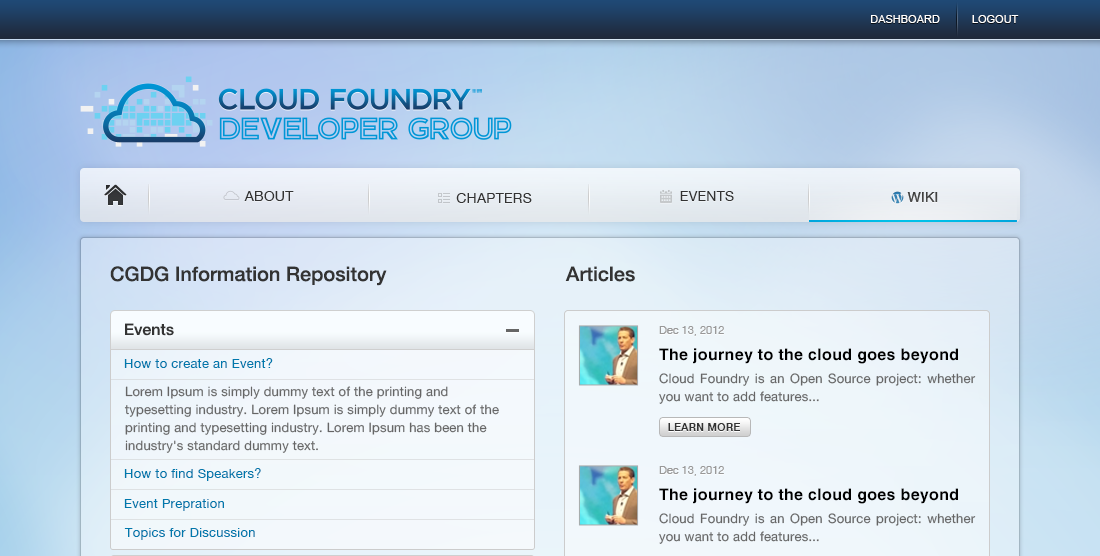 DASHBOARD
LOGOUT
CLOUD FOUNDRY™
DEVELOPER GROUP
ABOUT
CHAPTERS
EVENTS
WIKI
CGDG Information Repository
Events
How to create an Event?
Lorem Ipsum is simply dummy text of the printing and
typesetting industry. Lorem Ipsum is simply dummy text of the
printing and typesetting industry. Lorem Ipsum has been the
industry's standard dummy text.
How to find Speakers?
Event Prepration
Topics for Discussion
Articles
Dec 13, 2012
The journey to the cloud goes beyond
Cloud Foundry is an Open Source project: whether
you want to add features...
LEARN MORE
Dec 13, 2012
The journey to the cloud goes beyond
Cloud Foundry is an Open Source project: whether
you want to add features...